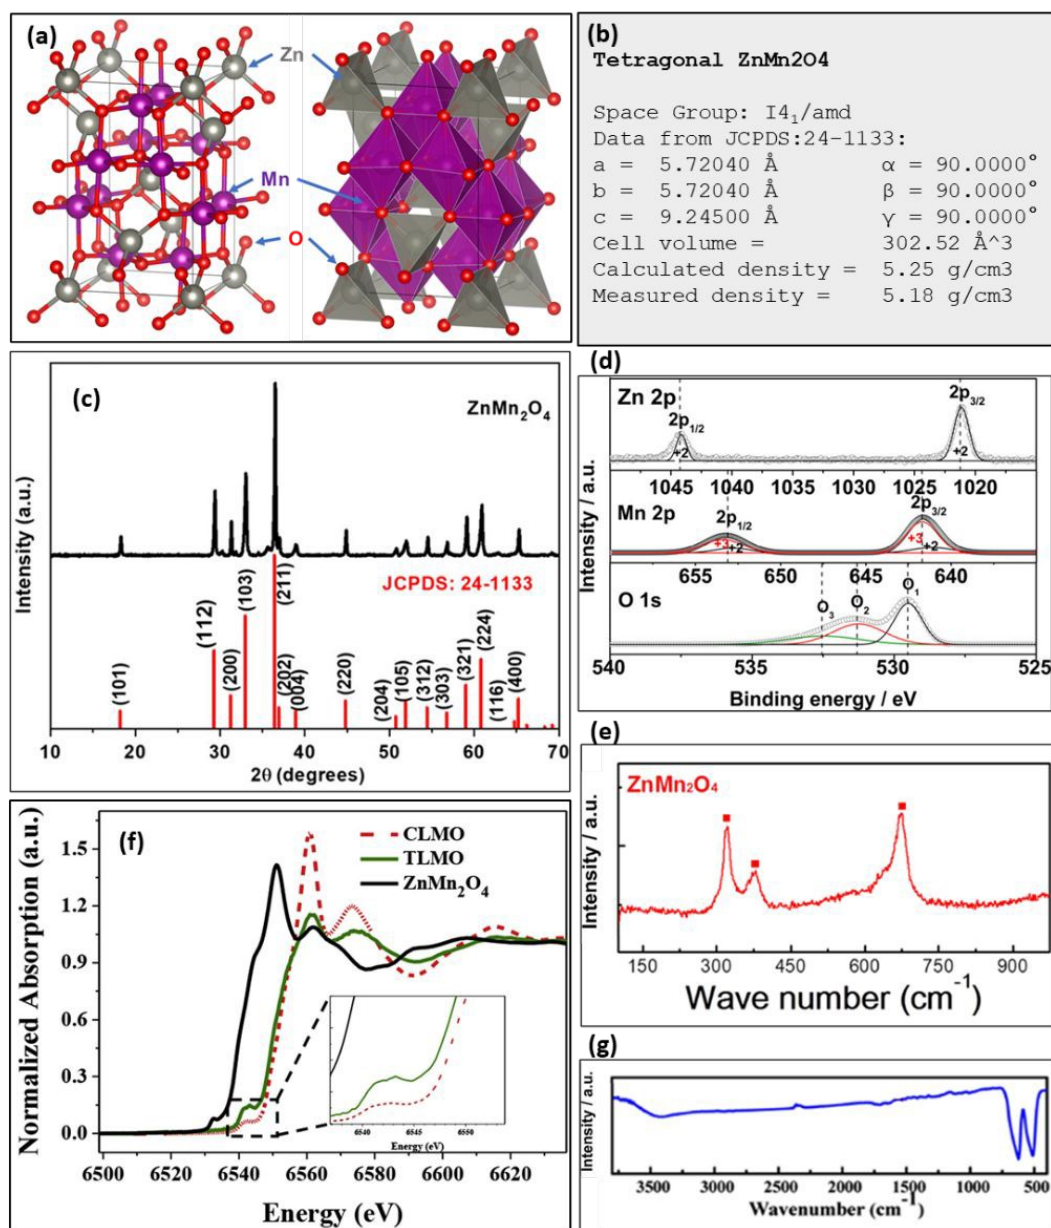 (a)
Zn
Mn
O
(b)
Tetragonal ZnMn2O4
Space Group: I4₁/amd
Data from JCPDS:24-1133:
a = 5.72040 Å α = 90.0000°
b = 5.72040 Å β = 90.0000°
c = 9.24500 Å γ = 90.0000°
Cell volume = 302.52 Å^3
Calculated density = 5.25 g/cm3
Measured density = 5.18 g/cm3
(c)
ZnMn₂O₄
JCPDS: 24-1133
Intensity (a.u.)
(101)
(112)
(200)
(103)
(211)
(202)
(004)
(220)
(204)
(105)
(312)
(303)
(321)
(224)
(116)
(400)
10 20 30 40 50 60 70
2θ (degrees)
(d)
Zn 2p
2p₁/₂
+2
2p₃/₂
+2
1045 1040 1035 1030 1025 1020
Mn 2p
2p₁/₂
+3
+2
2p₃/₂
+3
+2
655 650 645 640
O 1s
O₃
O₂
O₁
540 535 530 525
Intensity / a.u.
Binding energy / eV
(e)
ZnMn₂O₄
Intensity / a.u.
150 300 450 600 750 900
Wave number (cm⁻¹)
(f)
CLMO
TLMO
ZnMn₂O₄
Normalized Absorption (a.u.)
1.5
1.2
0.9
0.6
0.3
0.0
6540 6545 6550
Energy (eV)
6500 6520 6540 6560 6580 6600 6620
Energy (eV)
(g)
Intensity / a.u.
3500 3000 2500 2000 1500 1000 500
Wavenumber (cm⁻¹)